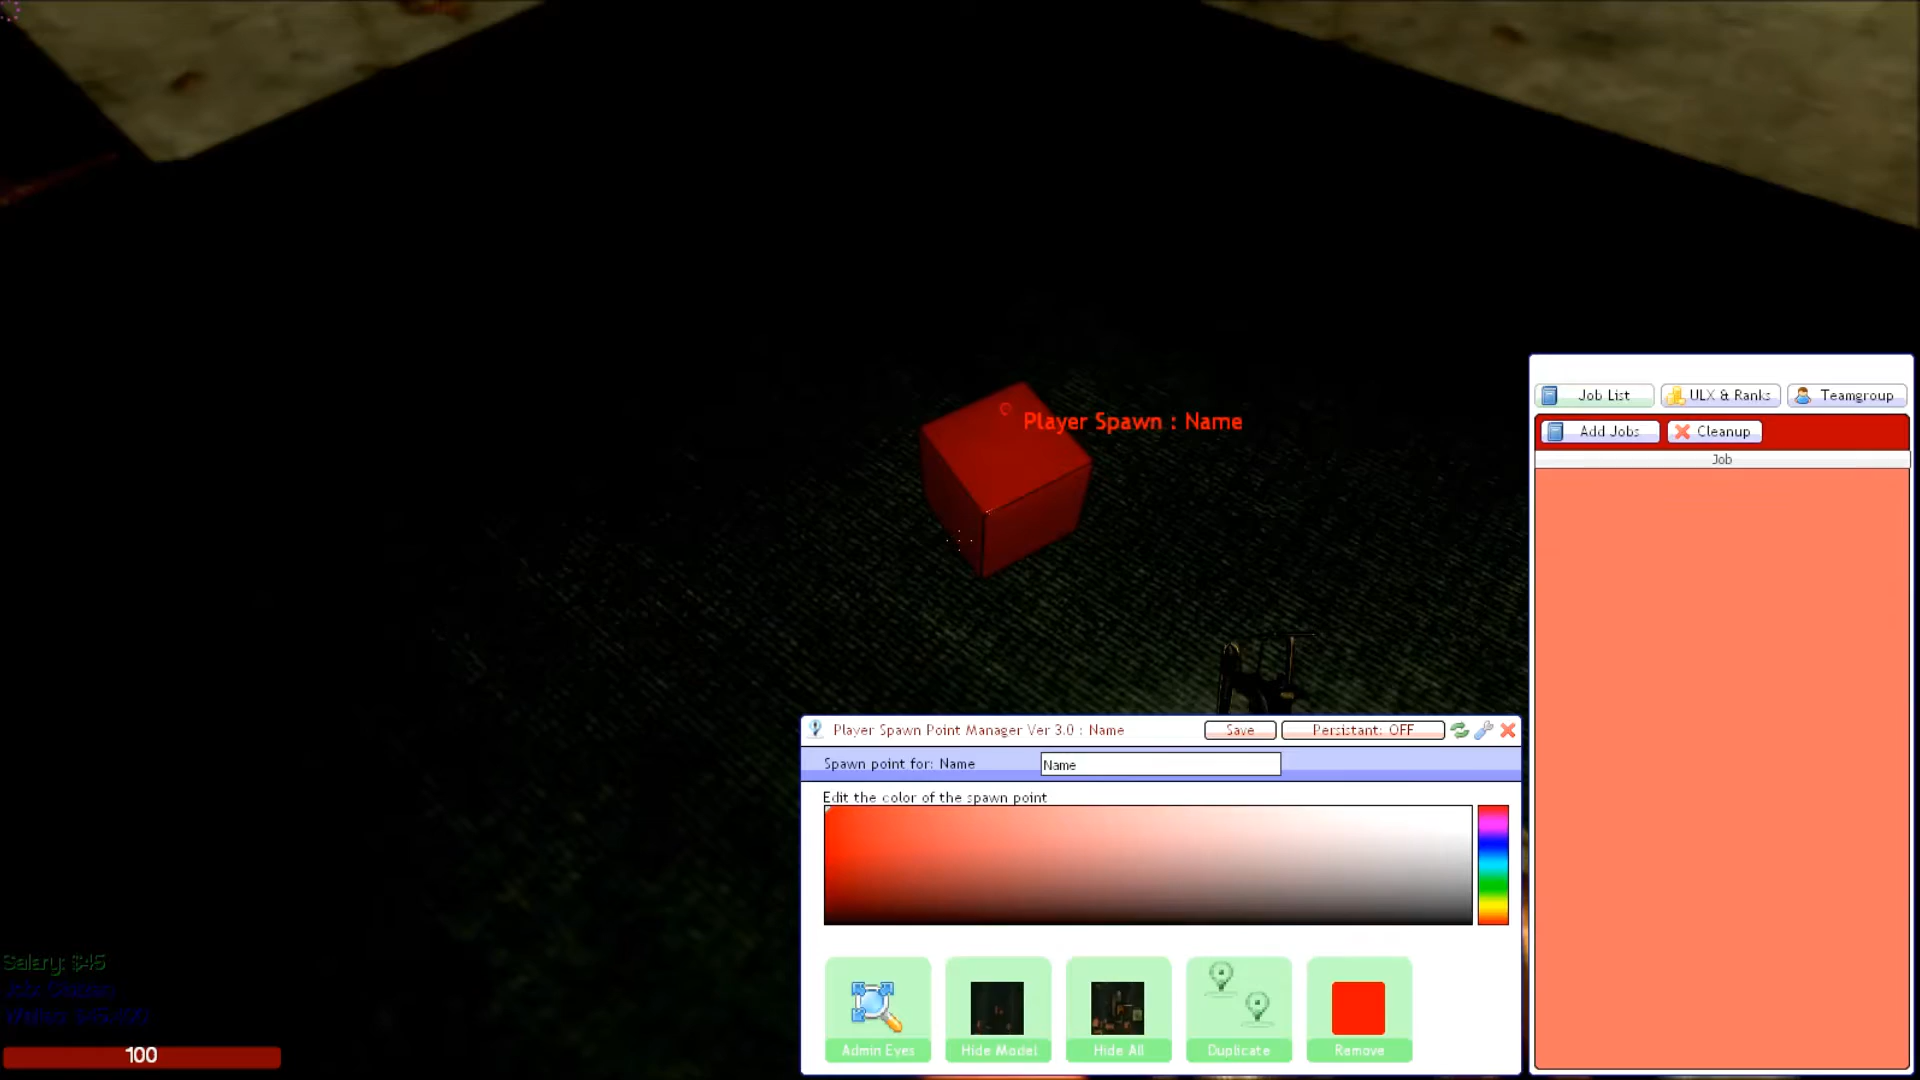 Player Spawn : Name
Job List
ULX & Ranks
Teamgroup
Add Jobs
Cleanup
Job
Player Spawn Point Manager Ver 3.0 : Name
Save
Persistant: OFF
Spawn point for: Name
Name
Edit the color of the spawn point
Admin Eyes
Hide Model
Hide All
Duplicate
Remove
Salary: $45
100